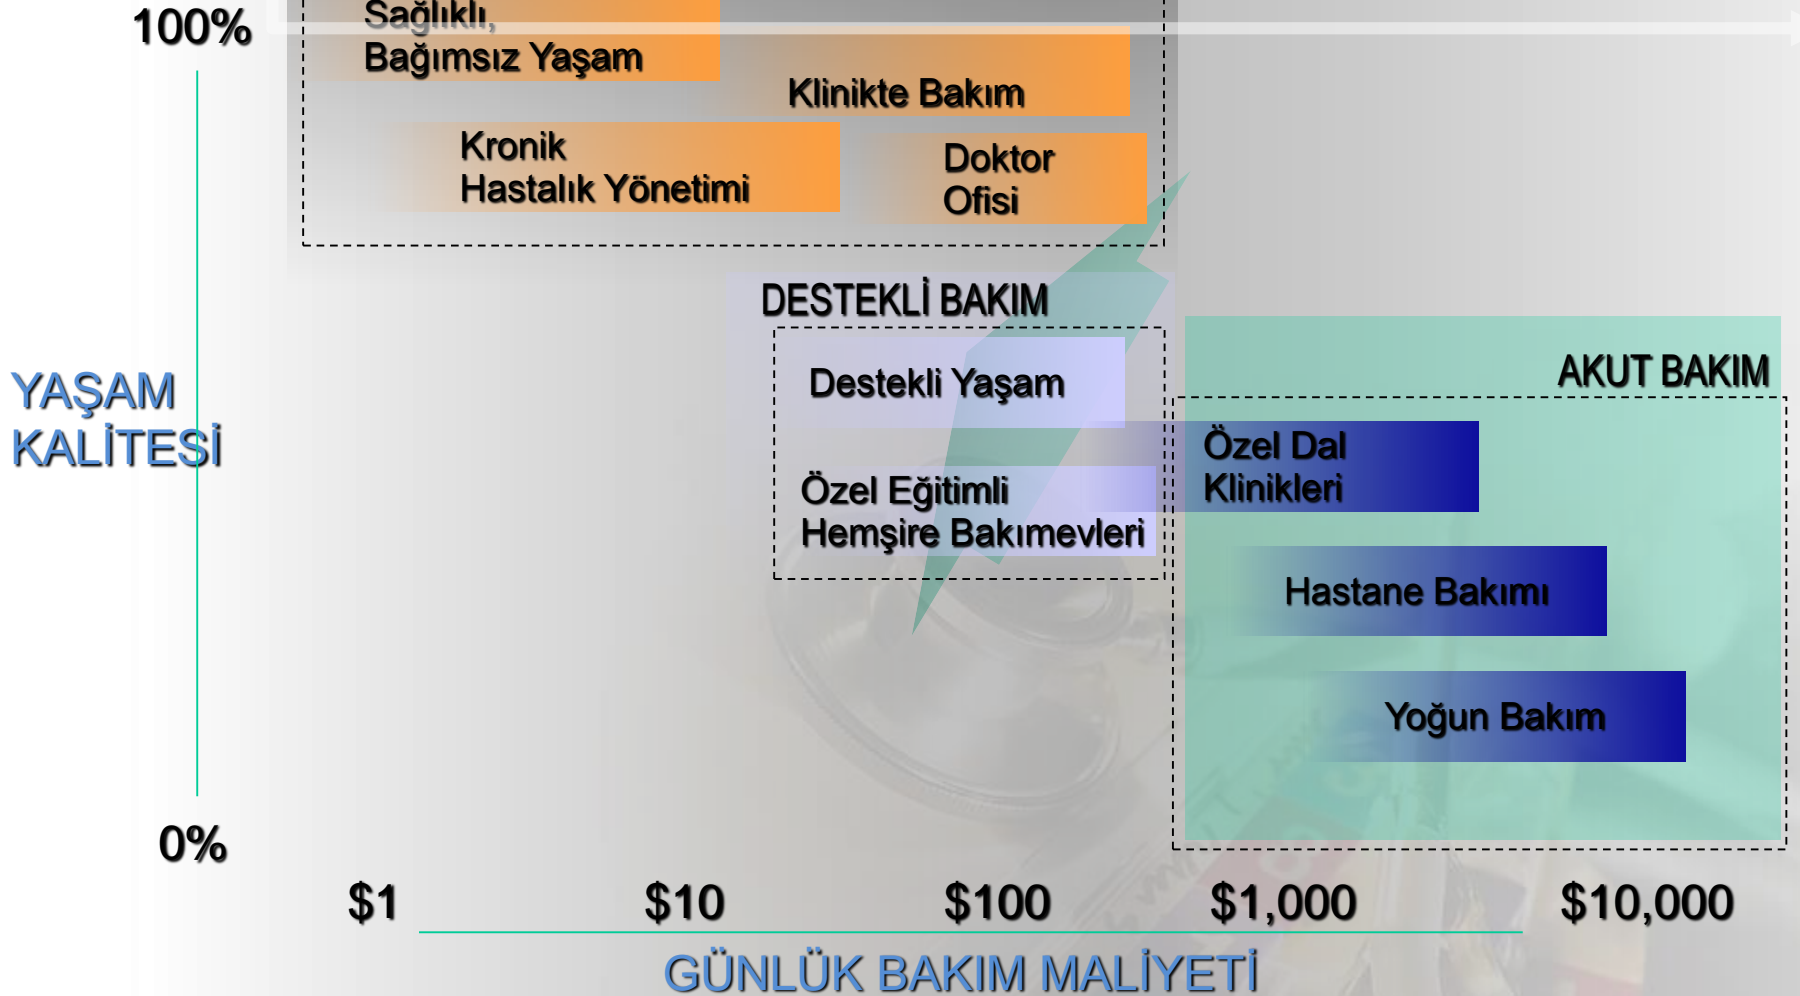 100%
Sağlıklı,
Bağımsız Yaşam
Klinikte Bakım
Kronik
Hastalık Yönetimi
Doktor
Ofisi
DESTEKLİ BAKIM
Destekli Yaşam
Özel Eğitimli
Hemşire Bakımevleri
AKUT BAKIM
Özel Dal
Klinikleri
Hastane Bakımı
Yoğun Bakım
YAŞAM
KALİTESİ
0%
$1 $10 $100 $1,000 $10,000
GÜNLÜK BAKIM MALİYETİ